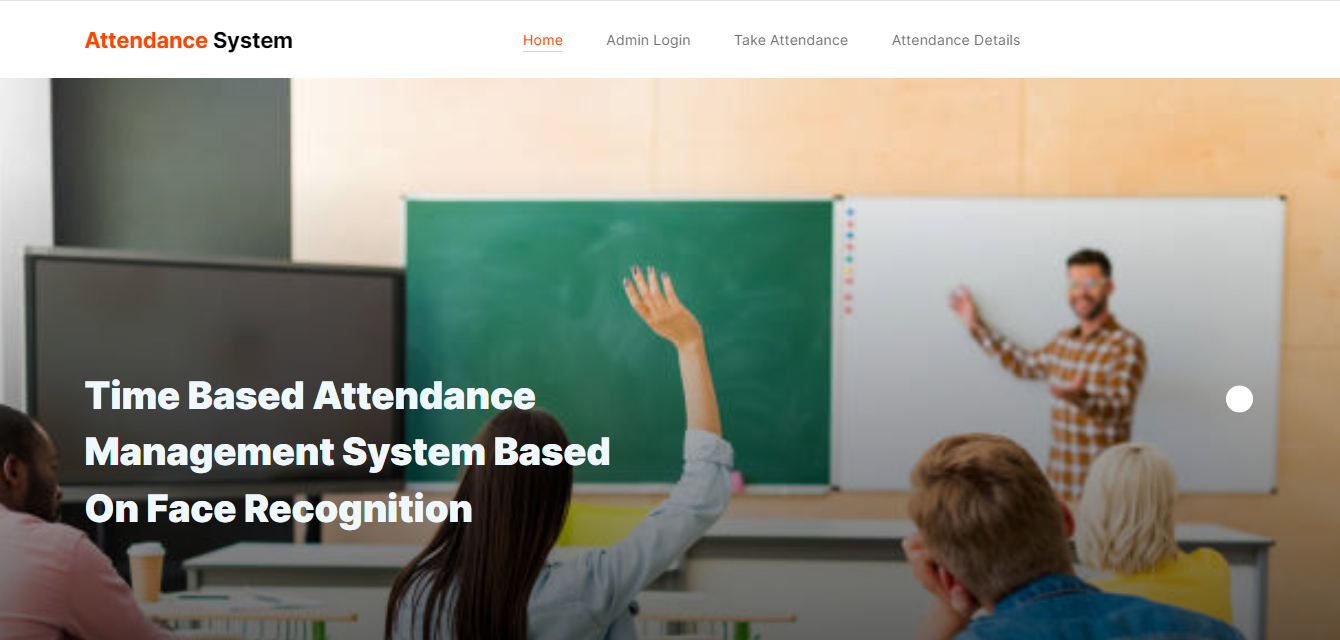 Attendance System
Home
Admin Login
Take Attendance
Attendance Details
Time Based Attendance
Management System Based
On Face Recognition